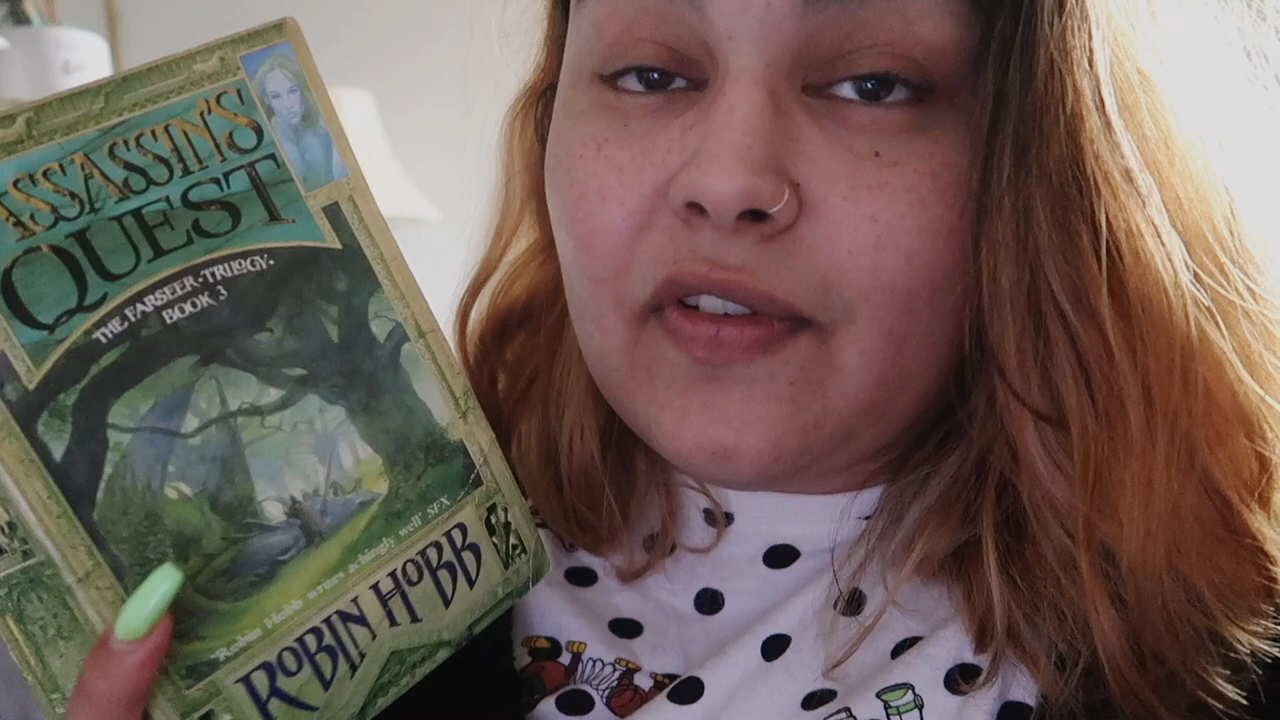 ASSASSIN'S
QUEST
THE FARSEER·TRILOGY·
BOOK 3
'Robin Hobb writes achingly well' SFX
ROBIN HOBB